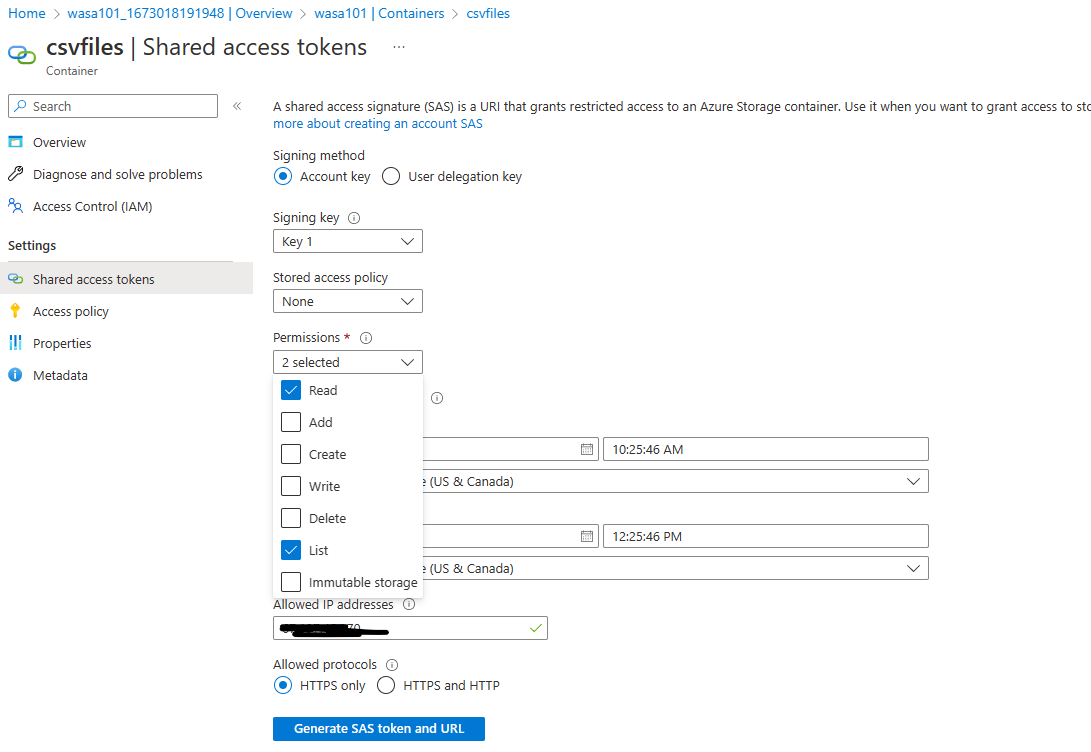 Home > wasa101_1673018191948 | Overview > wasa101 | Containers > csvfiles
csvfiles | Shared access tokens ...
Container
Search
«
Overview
Diagnose and solve problems
Access Control (IAM)
Settings
Shared access tokens
Access policy
Properties
Metadata
A shared access signature (SAS) is a URI that grants restricted access to an Azure Storage container. Use it when you want to grant access to sto
more about creating an account SAS
Signing method
Account key User delegation key
Signing key
Key 1
Stored access policy
None
Permissions *
2 selected
Read
Add
Create
Write
Delete
List
Immutable storage
10:25:46 AM
e (US & Canada)
12:25:46 PM
e (US & Canada)
Allowed IP addresses
Allowed protocols
HTTPS only HTTPS and HTTP
Generate SAS token and URL